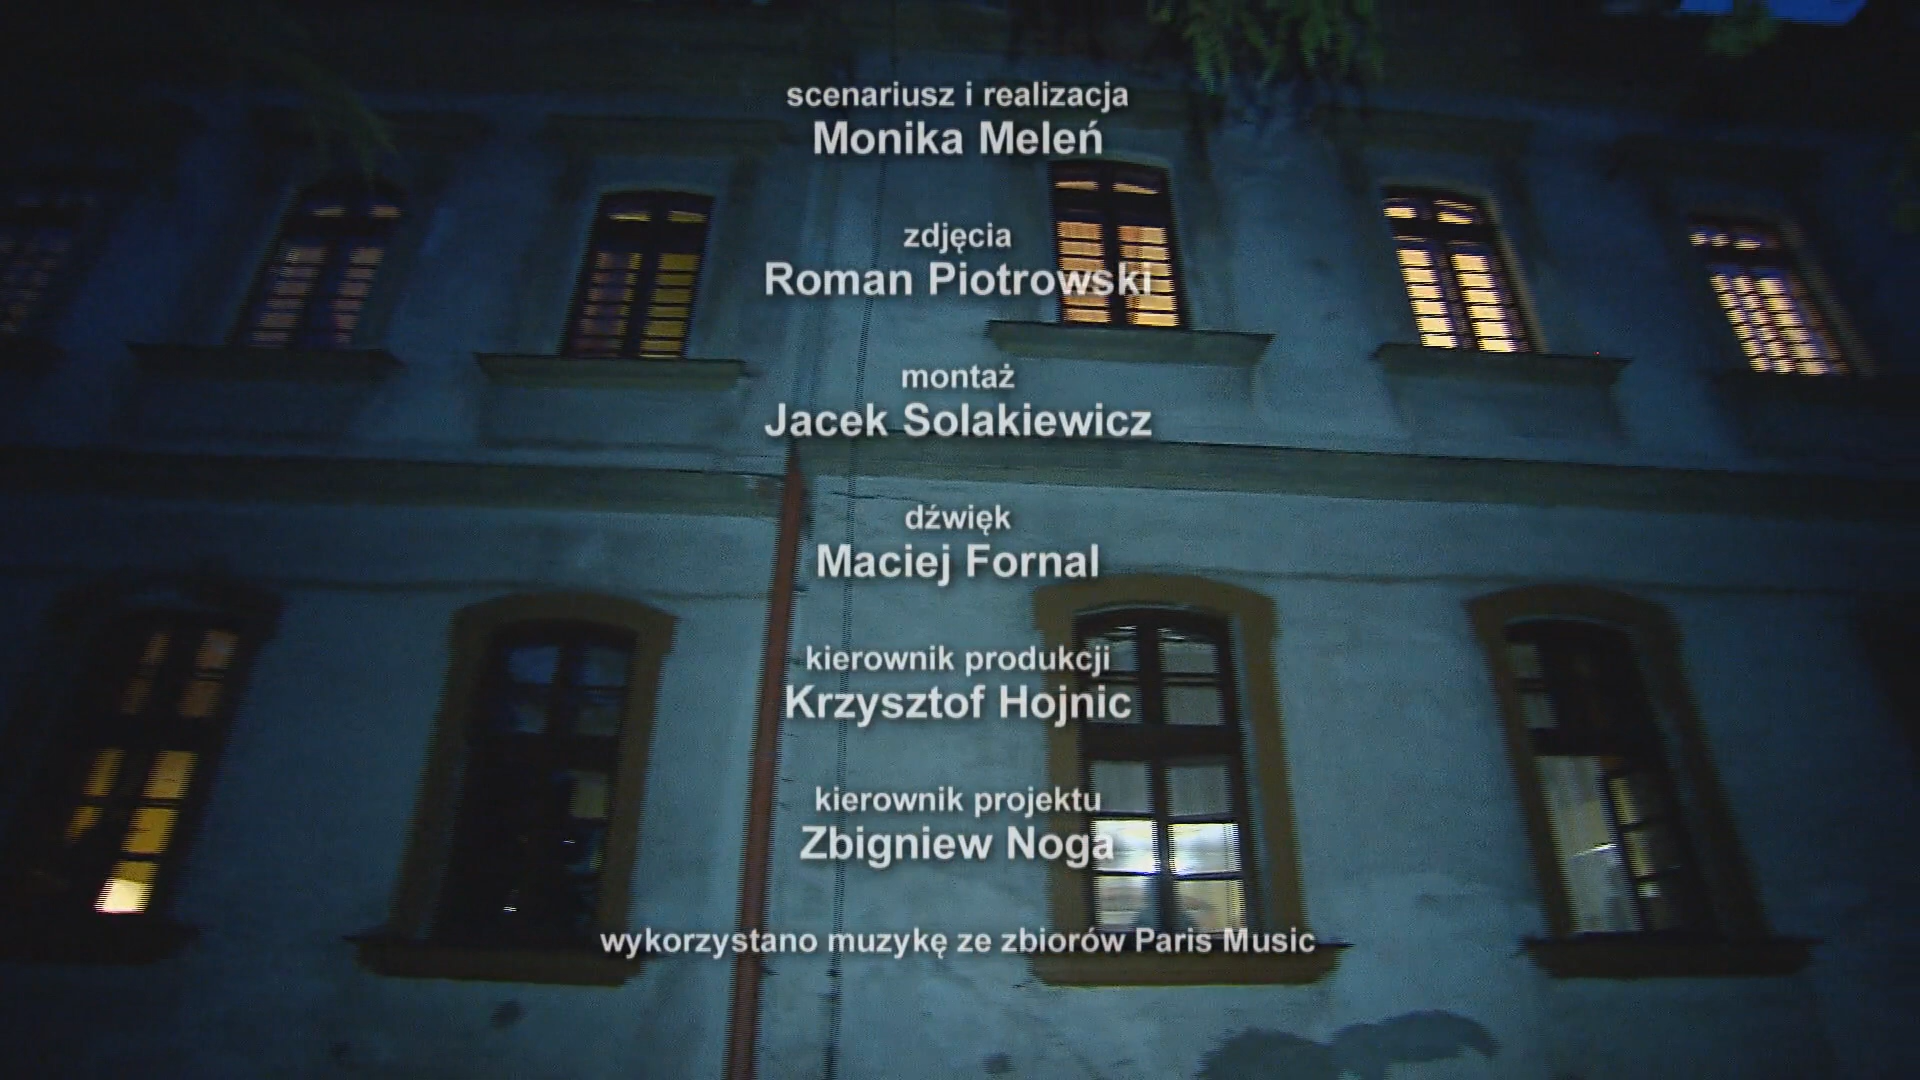 scenariusz i realizacja
Monika Meleń
zdjęcia
Roman Piotrowski
montaż
Jacek Solakiewicz
dźwięk
Maciej Fornal
kierownik produkcji
Krzysztof Hojnic
kierownik projektu
Zbigniew Noga
wykorzystano muzykę ze zbiorów Paris Music